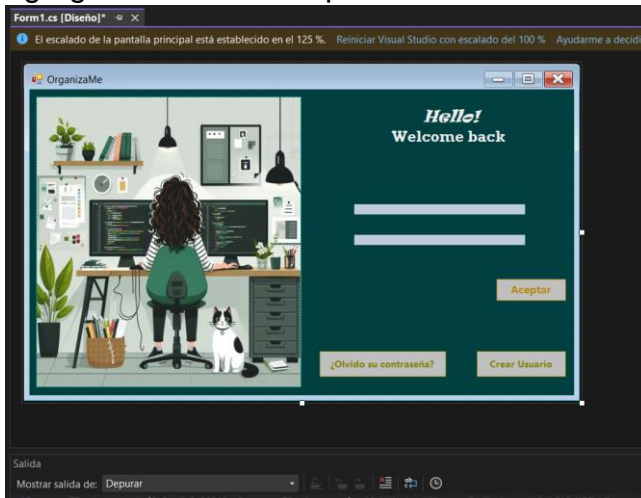 Form1.cs [Diseño]*
El escalado de la pantalla principal está establecido en el 125 %. Reiniciar Visual Studio con escalado del 100 % Ayudarme a decidi
OrganizaMe
Hello!
Welcome back
Aceptar
¿Olvido su contraseña?
Crear Usuario
Salida
Mostrar salida de: Depurar